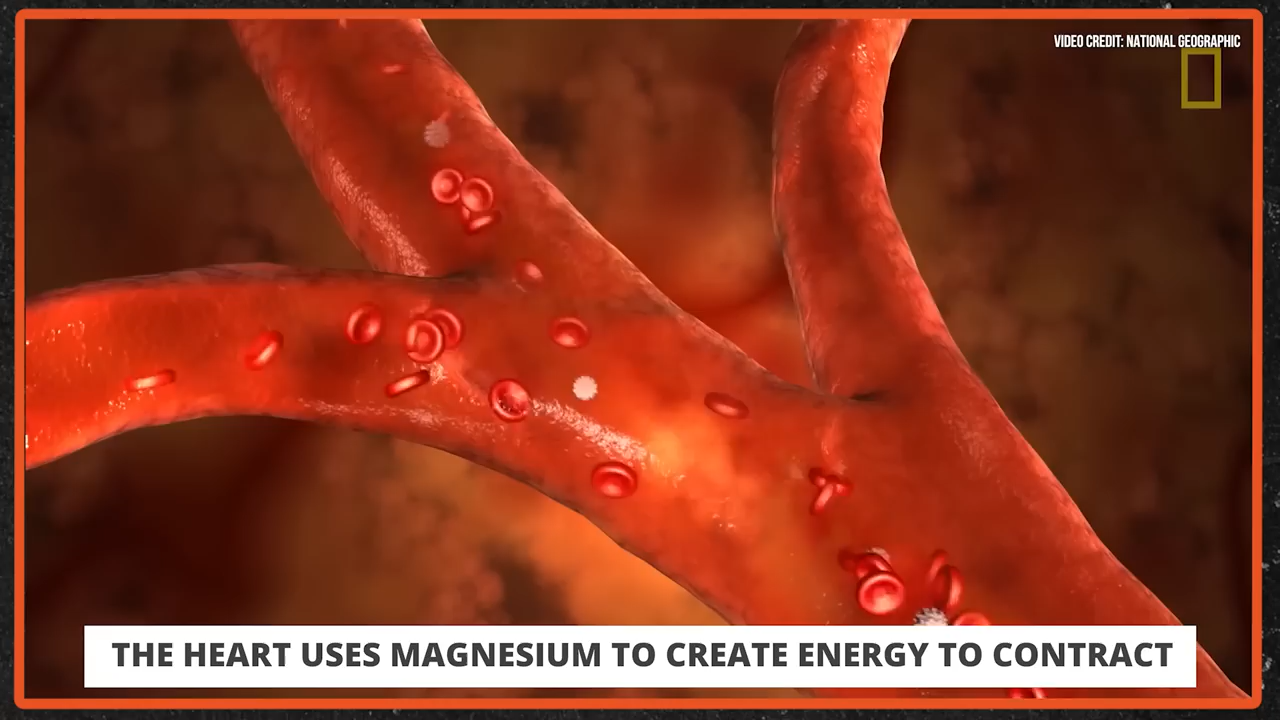 VIDEO CREDIT: NATIONAL GEOGRAPHIC
THE HEART USES MAGNESIUM TO CREATE ENERGY TO CONTRACT